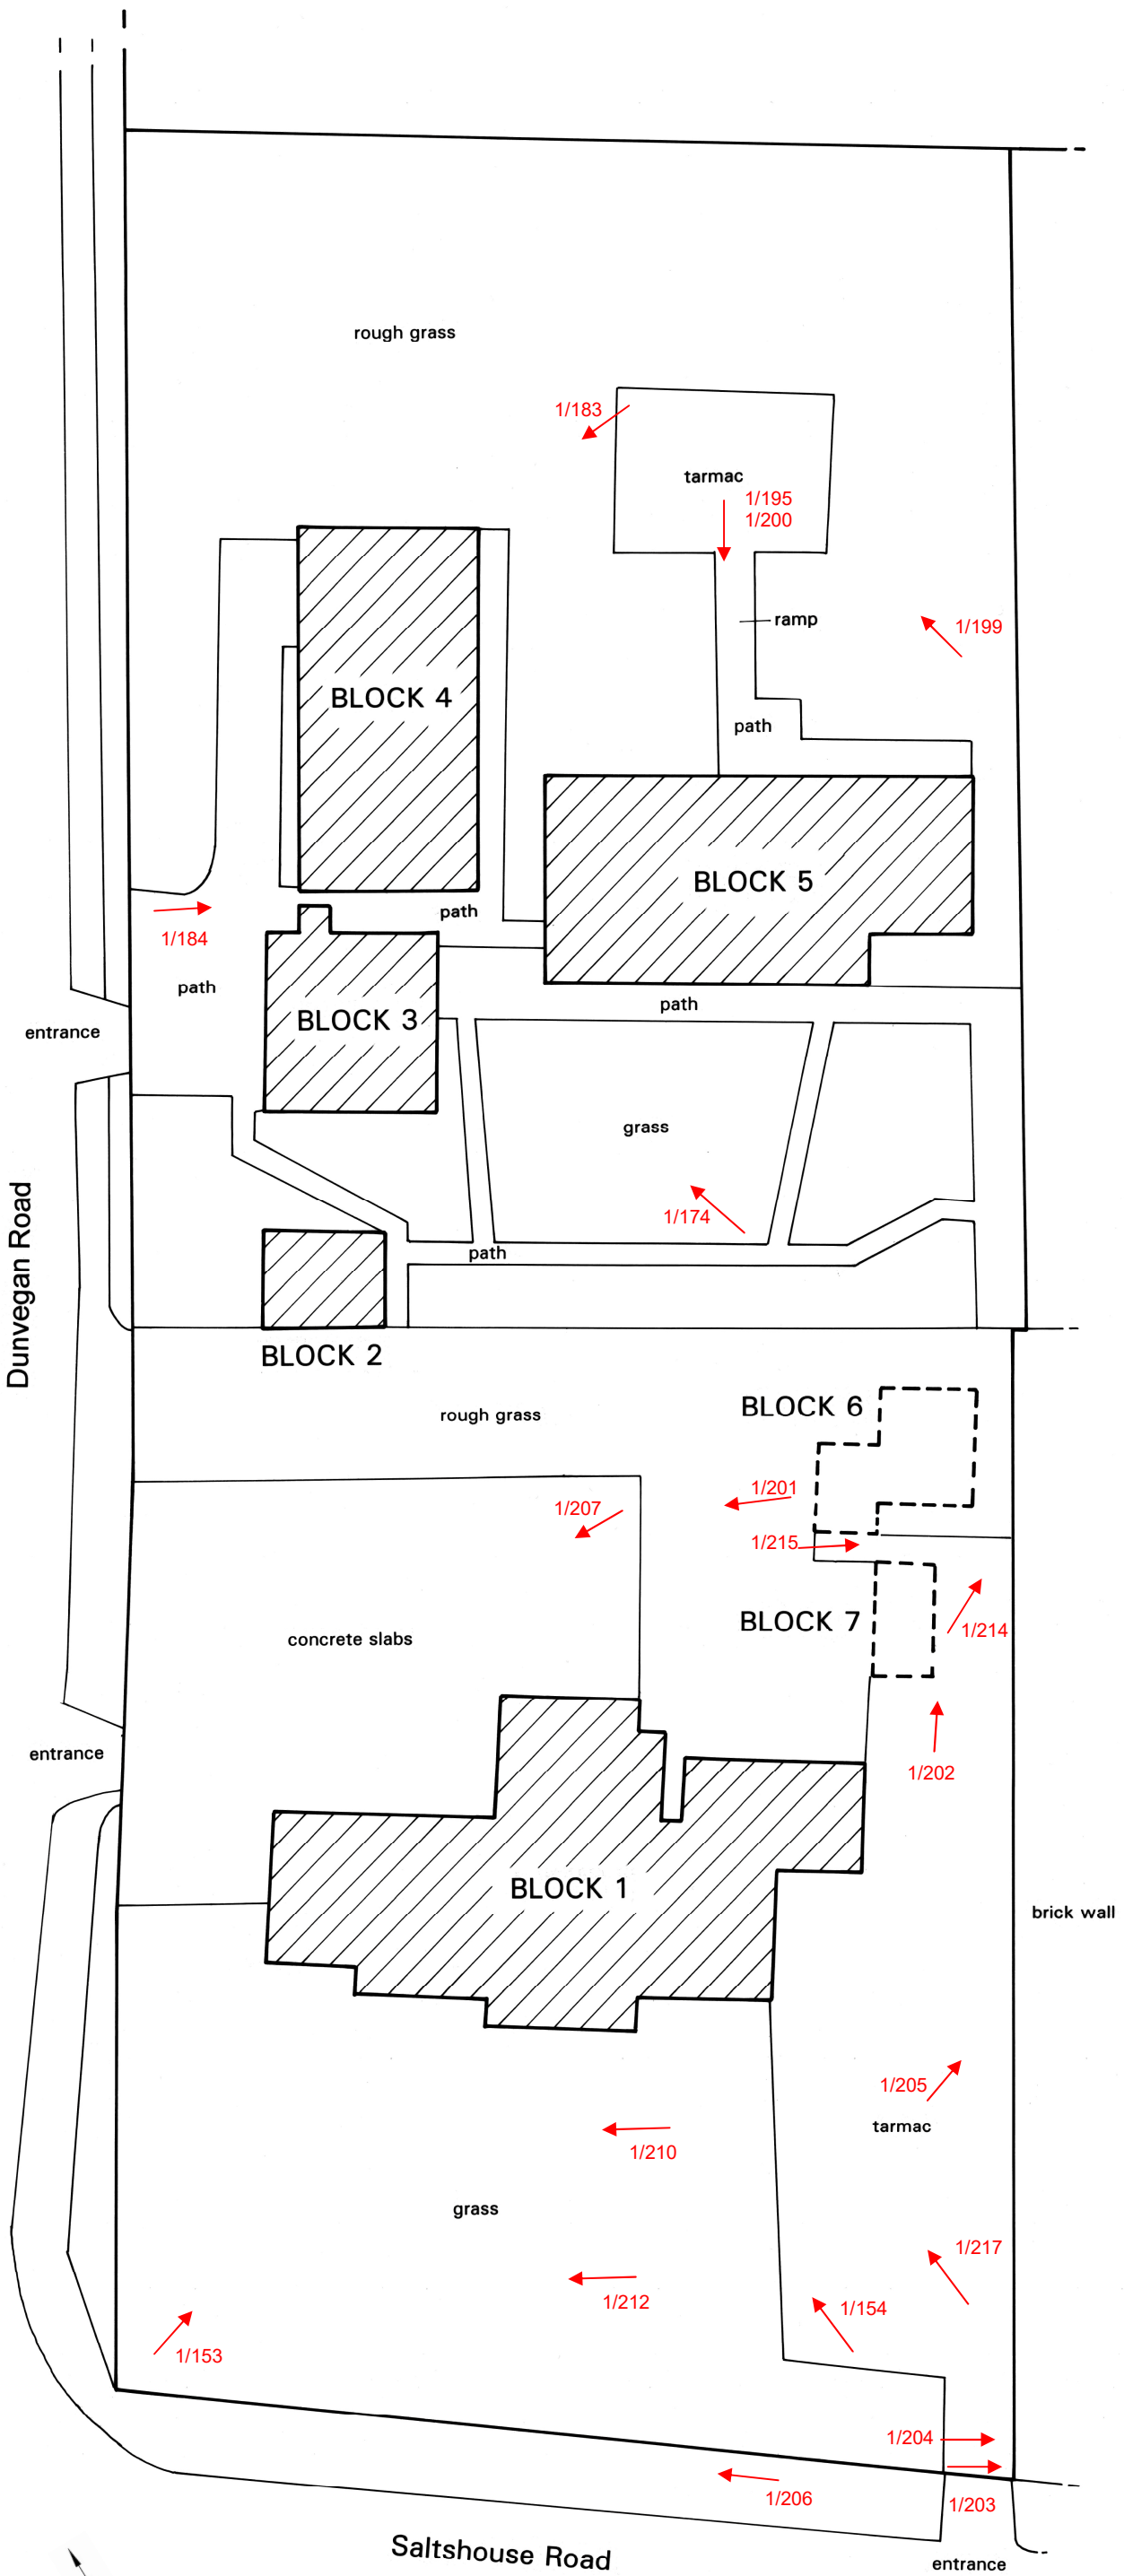 rough grass
1/183
tarmac
1/195
1/200
ramp
1/199
BLOCK 4
path
BLOCK 5
path
1/184
path
path
BLOCK 3
entrance
grass
1/174
path
Dunvegan Road
BLOCK 2
BLOCK 6
rough grass
1/201
1/207
1/215
BLOCK 7
1/214
concrete slabs
entrance
1/202
BLOCK 1
brick wall
1/205
tarmac
1/210
grass
1/217
1/212
1/154
1/153
1/204
1/206
1/203
Saltshouse Road
entrance